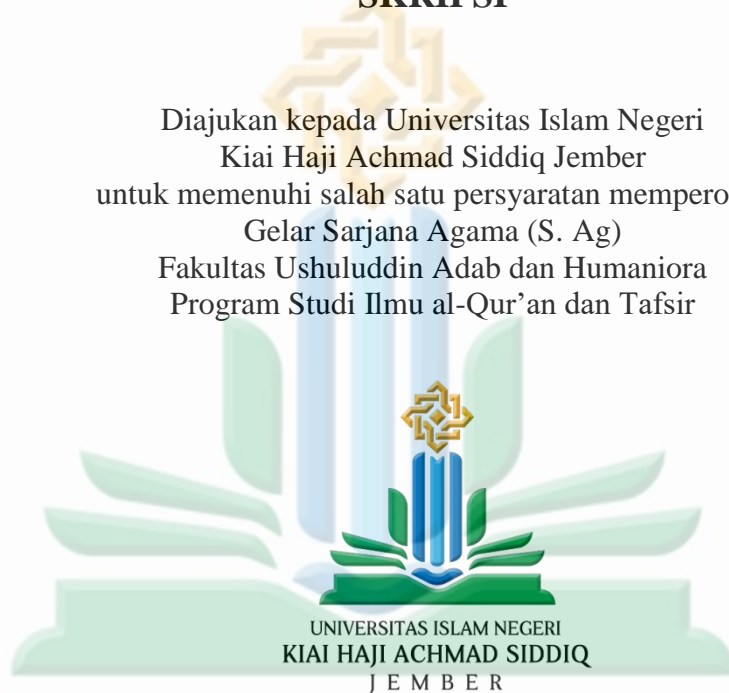 SKRIPSI
Diajukan kepada Universitas Islam Negeri
Kiai Haji Achmad Siddiq Jember
untuk memenuhi salah satu persyaratan mempero
Gelar Sarjana Agama (S. Ag)
Fakultas Ushuluddin Adab dan Humaniora
Program Studi Ilmu al-Qur’an dan Tafsir
UNIVERSITAS ISLAM NEGERI
KIAI HAJI ACHMAD SIDDIQ
JEMBER